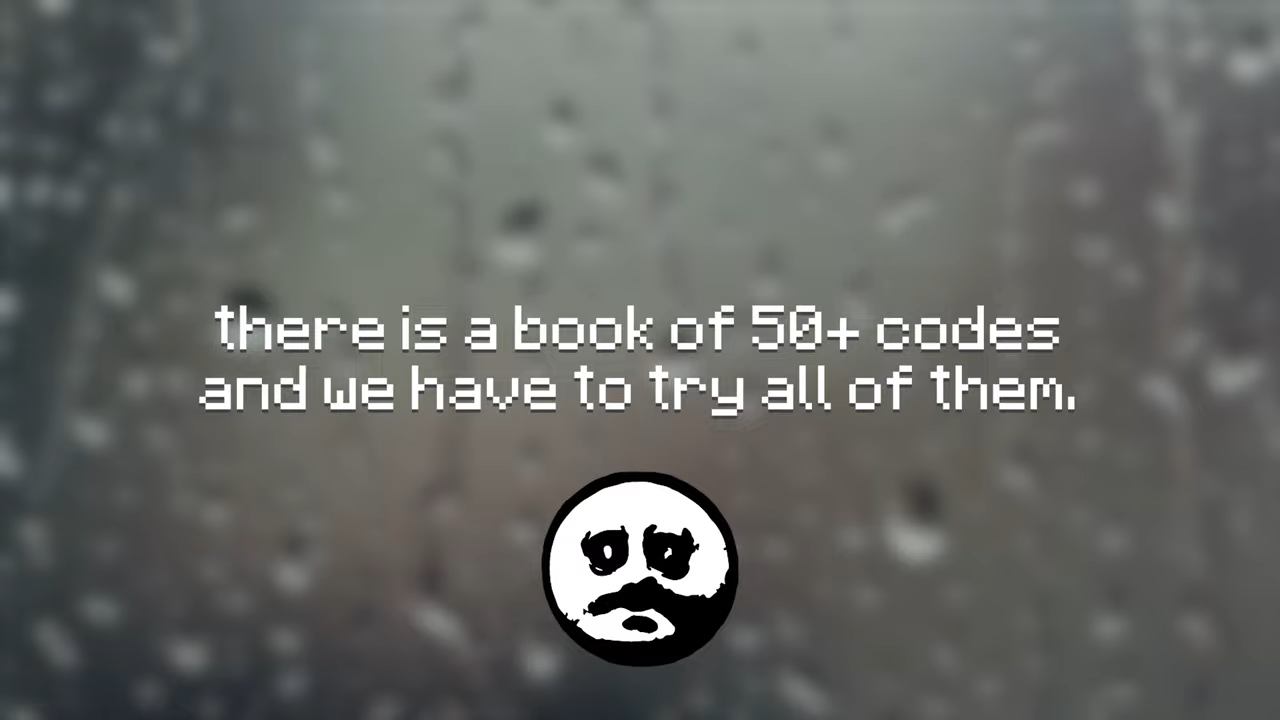 there is a book of 50+ codes
and we have to try all of them.